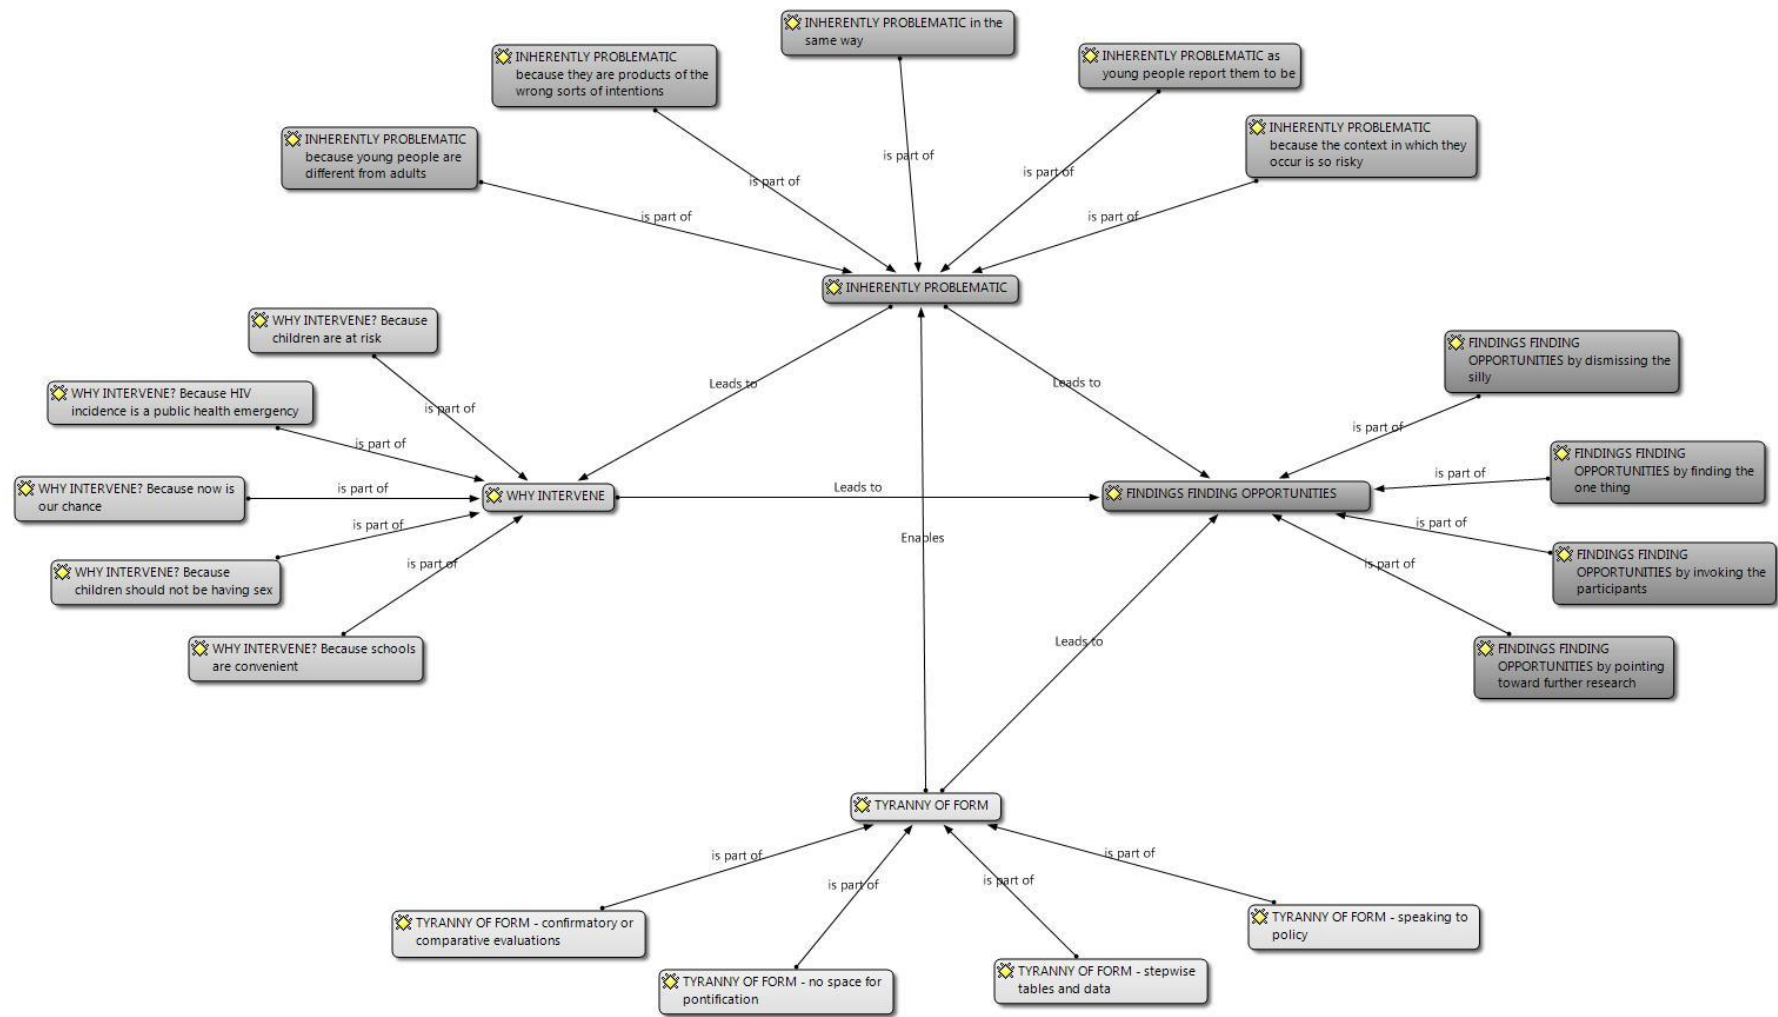 INHERENTLY PROBLEMATIC in the
same way
INHERENTLY PROBLEMATIC
because they are products of the
wrong sorts of intentions
INHERENTLY PROBLEMATIC as
young people report them to be
INHERENTLY PROBLEMATIC
because young people are
different from adults
INHERENTLY PROBLEMATIC
because the context in which they
occur is so risky
is part of
is part of
is part of
is part of
is part of
INHERENTLY PROBLEMATIC
WHY INTERVENE? Because
children are at risk
WHY INTERVENE? Because HIV
incidence is a public health emergency
WHY INTERVENE? Because now is
our chance
WHY INTERVENE? Because
children should not be having sex
WHY INTERVENE? Because schools
are convenient
is part of
is part of
is part of
is part of
is part of
WHY INTERVENE
Leads to
Leads to
Leads to
Enables
Leads to
FINDINGS FINDING OPPORTUNITIES
FINDINGS FINDING
OPPORTUNITIES by dismissing the
silly
FINDINGS FINDING
OPPORTUNITIES by finding the
one thing
FINDINGS FINDING
OPPORTUNITIES by invoking the
participants
FINDINGS FINDING
OPPORTUNITIES by pointing
toward further research
is part of
is part of
is part of
is part of
TYRANNY OF FORM
is part of
is part of
is part of
is part of
TYRANNY OF FORM - confirmatory or
comparative evaluations
TYRANNY OF FORM - no space for
pontification
TYRANNY OF FORM - stepwise
tables and data
TYRANNY OF FORM - speaking to
policy